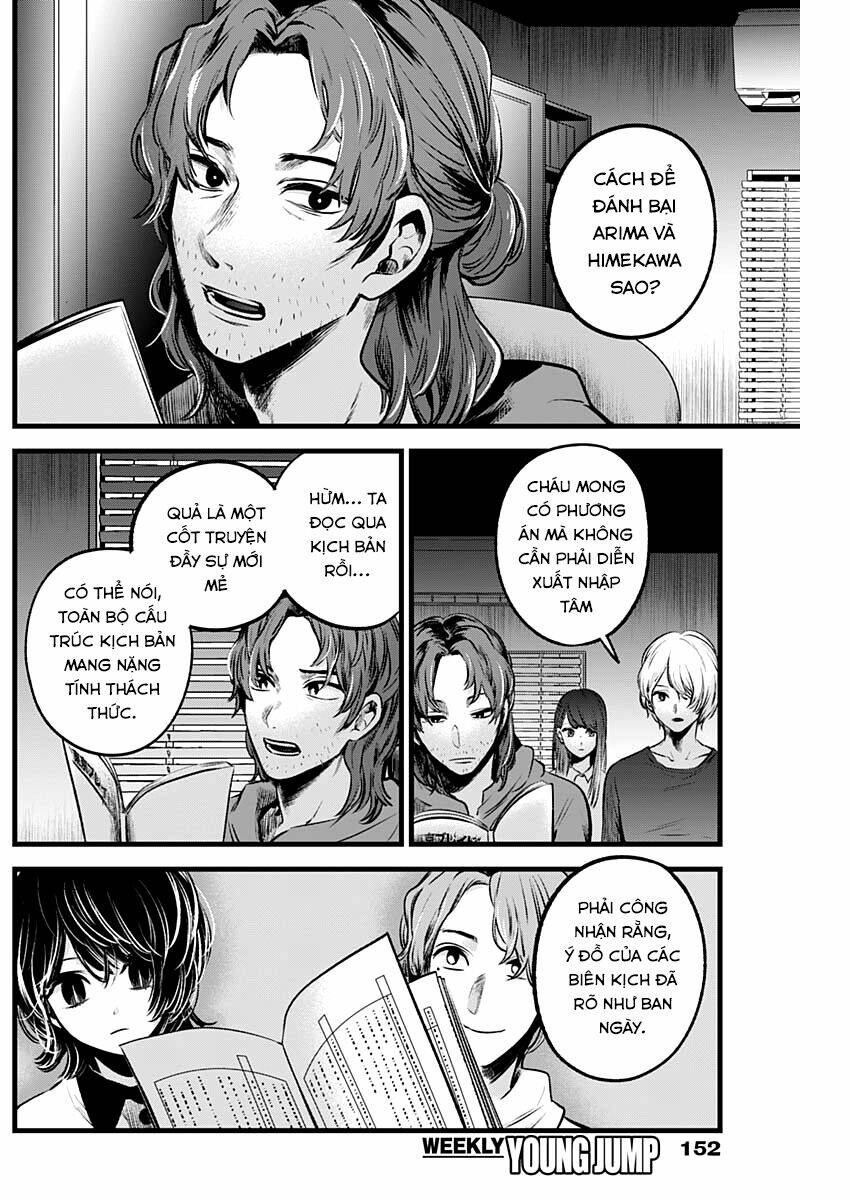 CÁCH ĐỂ
ĐÁNH BẠI
ARIMA VÀ
HIMEKAWA
SAO?
CHÁU MONG
CÓ PHƯƠNG
ÁN MÀ KHÔNG
CẦN PHẢI DIỄN
XUẤT NHẬP
TÂM
HỪM... TA
ĐỌC QUA
KỊCH BẢN
RỒI...
QUẢ LÀ MỘT
CỐT TRUYỆN
ĐẦY SỰ MỚI
MẺ
CÓ THỂ NÓI,
TOÀN BỘ CẤU
TRÚC KỊCH BẢN
MANG NẶNG
TÍNH THÁCH
THỨC.
PHẢI CÔNG
NHẬN RẰNG,
Ý ĐỒ CỦA CÁC
BIÊN KỊCH ĐÃ
RÕ NHƯ BAN
NGÀY.
WEEKLY YOUNG JUMP 152